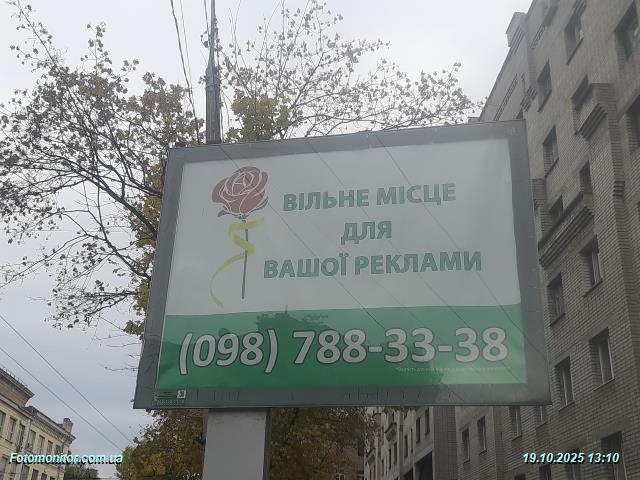 ВІЛЬНЕ МІСЦЕ
ДЛЯ
ВАШОЇ РЕКЛАМИ
(098) 788-33-38
Fotomonitor.com.ua
19.10.2025 13:10